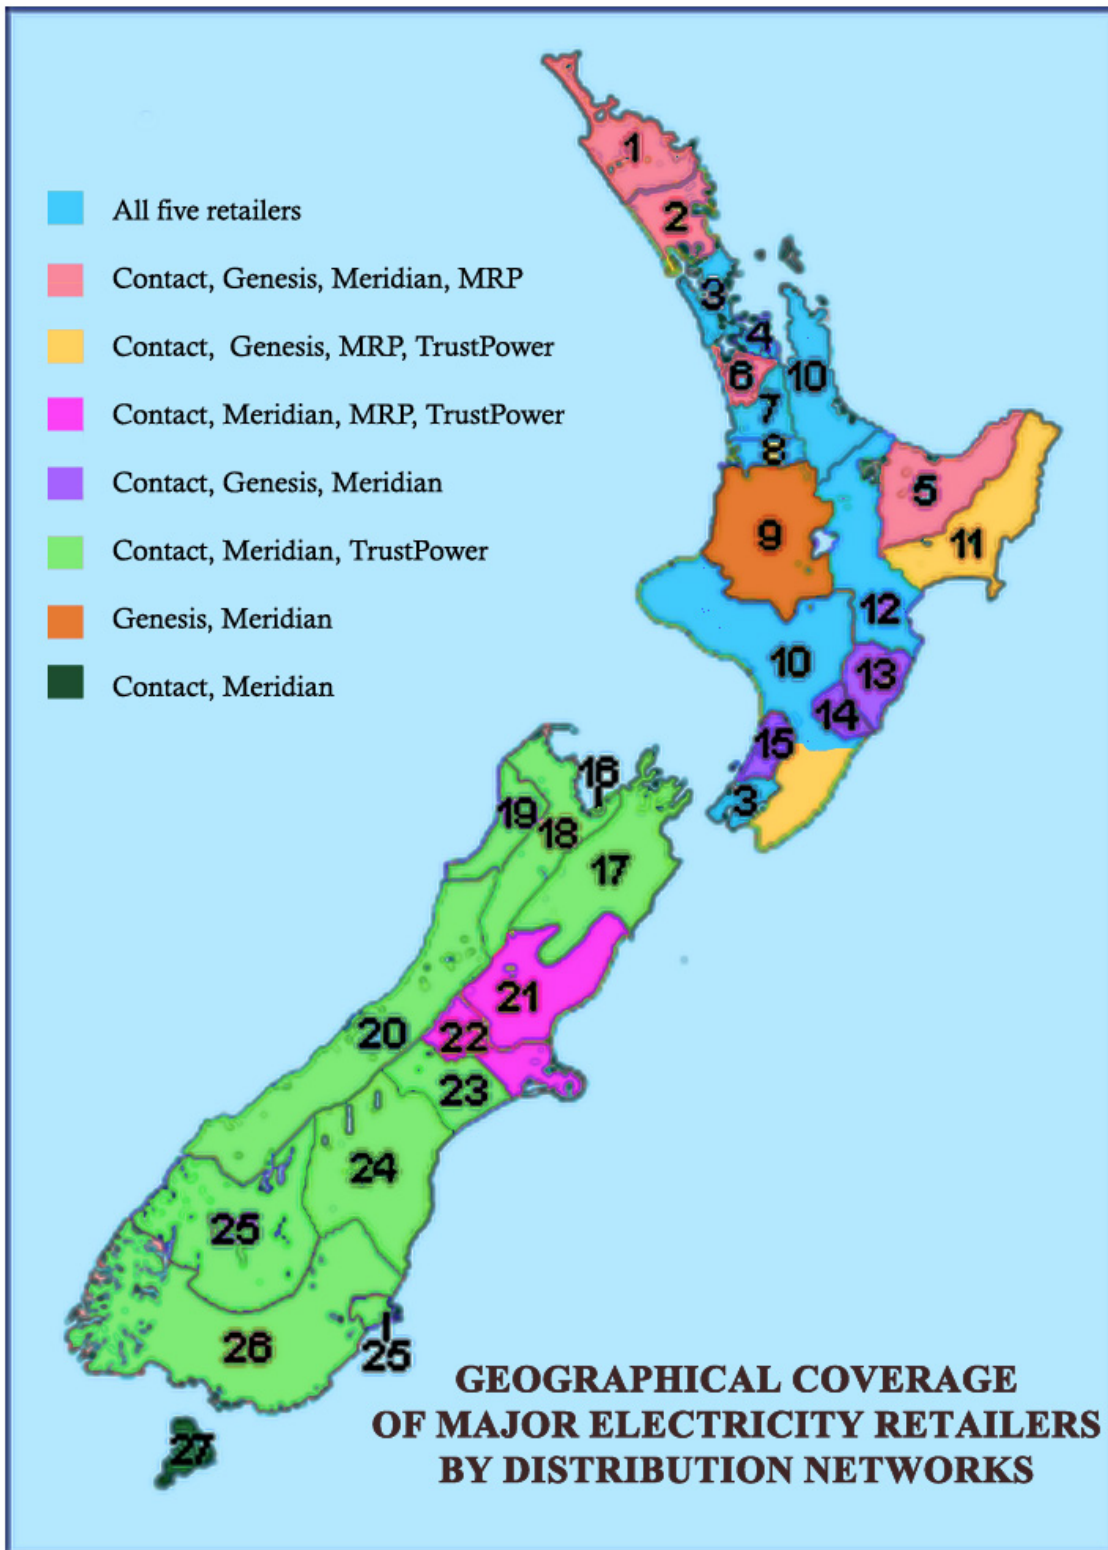 All five retailers
Contact, Genesis, Meridian, MRP
Contact, Genesis, MRP, TrustPower
Contact, Meridian, MRP, TrustPower
Contact, Genesis, Meridian
Contact, Meridian, TrustPower
Genesis, Meridian
Contact, Meridian
1
2
3
4
6
10
7
8
5
9
11
12
10
13
14
15
3
16
19
18
17
21
20
22
23
24
25
26
25
27
GEOGRAPHICAL COVERAGE
OF MAJOR ELECTRICITY RETAILERS
BY DISTRIBUTION NETWORKS